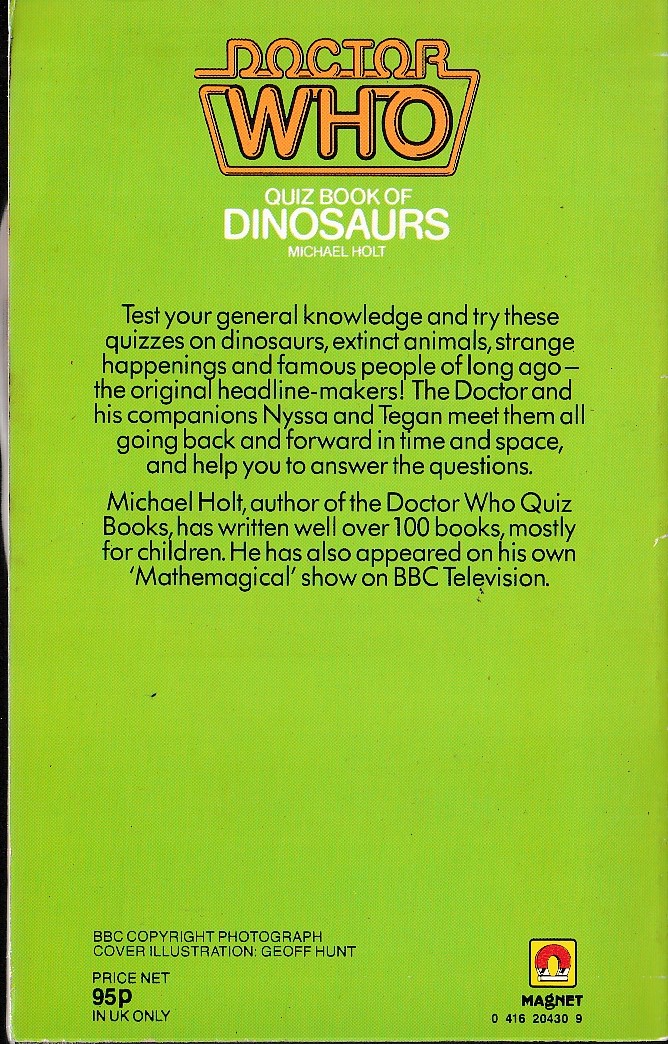 DOCTOR
WHO
QUIZ BOOK OF
DINOSAURS
MICHAEL HOLT
Test your general knowledge and try these
quizzes on dinosaurs, extinct animals, strange
happenings and famous people of long ago–
the original headline-makers! The Doctor and
his companions Nyssa and Tegan meet them all
going back and forward in time and space,
and help you to answer the questions.
Michael Holt, author of the Doctor Who Quiz
Books, has written well over 100 books, mostly
for children. He has also appeared on his own
‘Mathemagical’ show on BBC Television.
BBC COPYRIGHT PHOTOGRAPH
COVER ILLUSTRATION: GEOFF HUNT
PRICE NET
95p
IN UK ONLY
MAgNET
0 416 20430 9